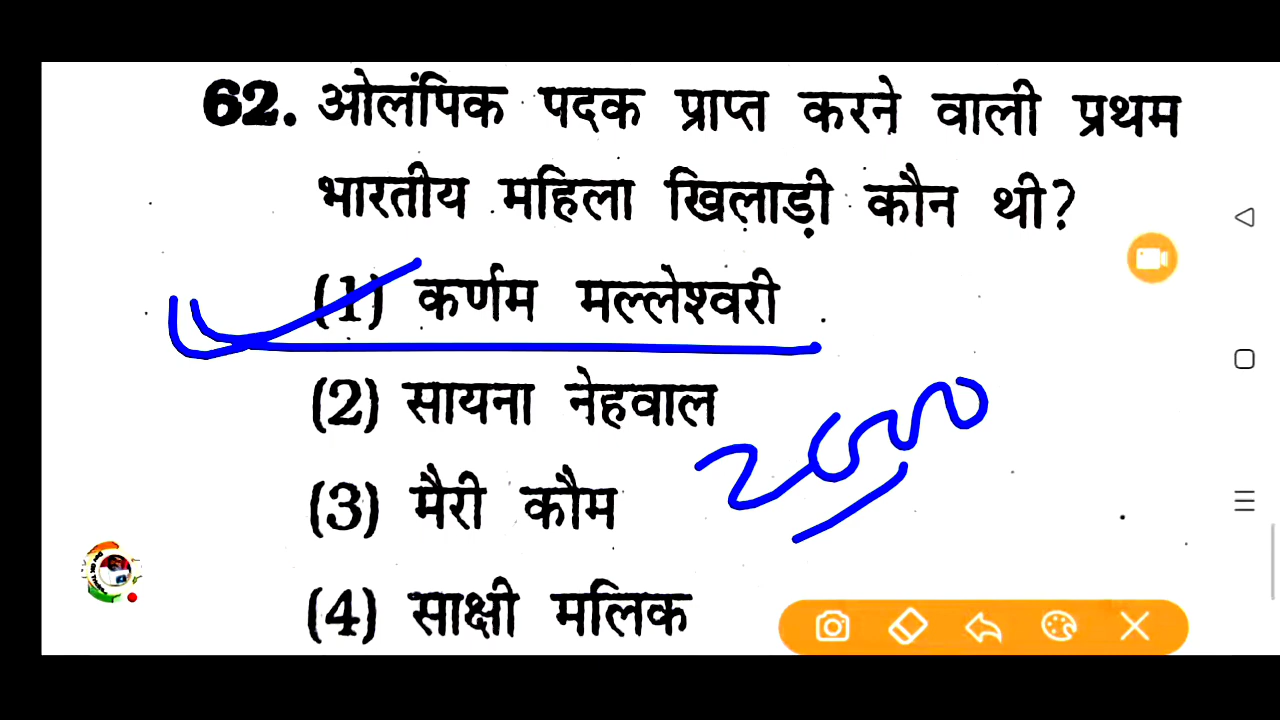 62. ओलंपिक पदक प्राप्त करने वाली प्रथम
भारतीय महिला खिलाड़ी कौन थी?
(1) कर्णम मल्लेश्वरी
(2) सायना नेहवाल
2000
(3) मैरी कौम
(4) साक्षी मलिक